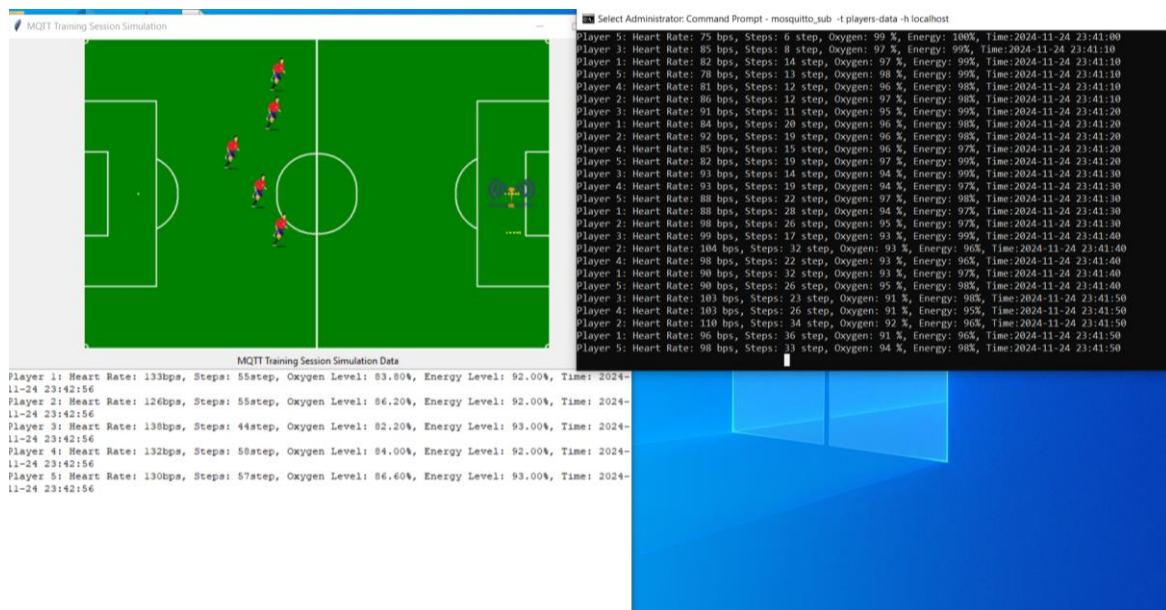 MQTT Training Session Simulation
MQTT Training Session Simulation Data
Player 1: Heart Rate: 133bps, Steps: 55step, Oxygen Level: 83.80%, Energy Level: 92.00%, Time: 2024-
11-24 23:42:56
Player 2: Heart Rate: 126bps, Steps: 55step, Oxygen Level: 86.20%, Energy Level: 92.00%, Time: 2024-
11-24 23:42:56
Player 3: Heart Rate: 138bps, Steps: 44step, Oxygen Level: 82.20%, Energy Level: 93.00%, Time: 2024-
11-24 23:42:56
Player 4: Heart Rate: 132bps, Steps: 58step, Oxygen Level: 84.00%, Energy Level: 92.00%, Time: 2024-
11-24 23:42:56
Player 5: Heart Rate: 130bps, Steps: 57step, Oxygen Level: 86.60%, Energy Level: 93.00%, Time: 2024-
11-24 23:42:56
Select Administrator: Command Prompt - mosquitto_sub -t players-data -h localhost
Player 5: Heart Rate: 75 bps, Steps: 6 step, Oxygen: 99 %, Energy: 100%, Time:2024-11-24 23:41:00
Player 3: Heart Rate: 85 bps, Steps: 8 step, Oxygen: 97 %, Energy: 99%, Time:2024-11-24 23:41:10
Player 1: Heart Rate: 82 bps, Steps: 14 step, Oxygen: 97 %, Energy: 99%, Time:2024-11-24 23:41:10
Player 5: Heart Rate: 78 bps, Steps: 13 step, Oxygen: 98 %, Energy: 99%, Time:2024-11-24 23:41:10
Player 4: Heart Rate: 81 bps, Steps: 12 step, Oxygen: 96 %, Energy: 98%, Time:2024-11-24 23:41:10
Player 2: Heart Rate: 86 bps, Steps: 12 step, Oxygen: 97 %, Energy: 98%, Time:2024-11-24 23:41:10
Player 3: Heart Rate: 91 bps, Steps: 11 step, Oxygen: 95 %, Energy: 99%, Time:2024-11-24 23:41:20
Player 1: Heart Rate: 84 bps, Steps: 20 step, Oxygen: 96 %, Energy: 98%, Time:2024-11-24 23:41:20
Player 2: Heart Rate: 92 bps, Steps: 19 step, Oxygen: 96 %, Energy: 98%, Time:2024-11-24 23:41:20
Player 4: Heart Rate: 85 bps, Steps: 15 step, Oxygen: 96 %, Energy: 97%, Time:2024-11-24 23:41:20
Player 5: Heart Rate: 82 bps, Steps: 19 step, Oxygen: 97 %, Energy: 99%, Time:2024-11-24 23:41:20
Player 3: Heart Rate: 93 bps, Steps: 14 step, Oxygen: 94 %, Energy: 99%, Time:2024-11-24 23:41:30
Player 4: Heart Rate: 93 bps, Steps: 19 step, Oxygen: 94 %, Energy: 97%, Time:2024-11-24 23:41:30
Player 5: Heart Rate: 88 bps, Steps: 22 step, Oxygen: 97 %, Energy: 98%, Time:2024-11-24 23:41:30
Player 1: Heart Rate: 88 bps, Steps: 28 step, Oxygen: 94 %, Energy: 97%, Time:2024-11-24 23:41:30
Player 2: Heart Rate: 98 bps, Steps: 26 step, Oxygen: 95 %, Energy: 97%, Time:2024-11-24 23:41:30
Player 3: Heart Rate: 99 bps, Steps: 17 step, Oxygen: 93 %, Energy: 99%, Time:2024-11-24 23:41:40
Player 2: Heart Rate: 104 bps, Steps: 32 step, Oxygen: 93 %, Energy: 96%, Time:2024-11-24 23:41:40
Player 4: Heart Rate: 98 bps, Steps: 22 step, Oxygen: 93 %, Energy: 96%, Time:2024-11-24 23:41:40
Player 1: Heart Rate: 90 bps, Steps: 32 step, Oxygen: 93 %, Energy: 97%, Time:2024-11-24 23:41:40
Player 5: Heart Rate: 90 bps, Steps: 26 step, Oxygen: 95 %, Energy: 98%, Time:2024-11-24 23:41:40
Player 3: Heart Rate: 103 bps, Steps: 23 step, Oxygen: 91 %, Energy: 98%, Time:2024-11-24 23:41:50
Player 4: Heart Rate: 103 bps, Steps: 26 step, Oxygen: 91 %, Energy: 95%, Time:2024-11-24 23:41:50
Player 2: Heart Rate: 110 bps, Steps: 34 step, Oxygen: 92 %, Energy: 96%, Time:2024-11-24 23:41:50
Player 1: Heart Rate: 96 bps, Steps: 36 step, Oxygen: 91 %, Energy: 96%, Time:2024-11-24 23:41:50
Player 5: Heart Rate: 98 bps, Steps: 33 step, Oxygen: 94 %, Energy: 98%, Time:2024-11-24 23:41:50